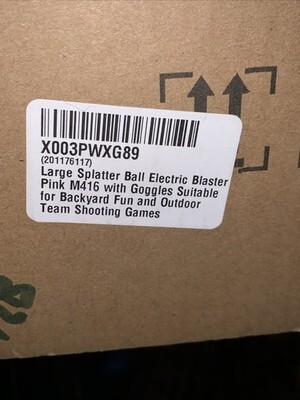 X003PWXG89
(201176117)
Large Splatter Ball Electric Blaster
Pink M416 with Goggles Suitable
for Backyard Fun and Outdoor
Team Shooting Games